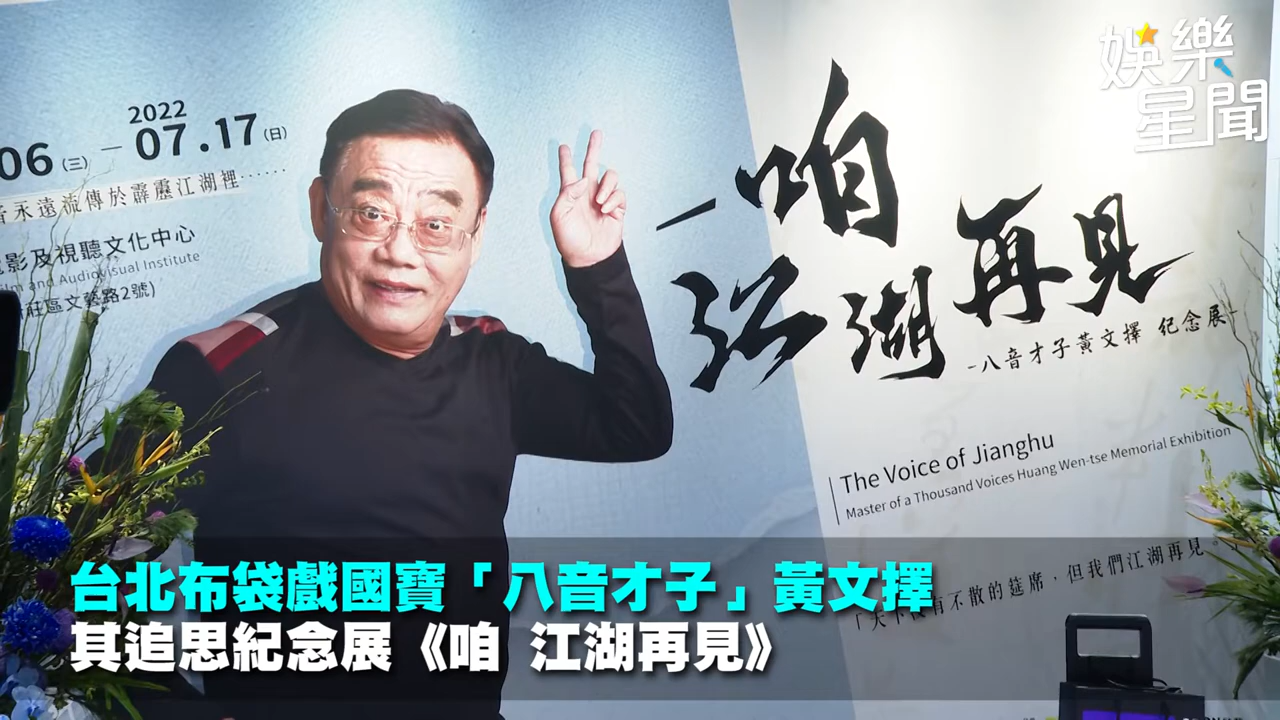 娛樂
星聞
2022
06(三) — 07.17(日)
永遠流傳於霹靂江湖裡⋯⋯
影及視聽文化中心
and Audiovisual Institute
莊區文藝路2號)
咱
江湖再見
-八音才子黃文擇 紀念展-
The Voice of Jianghu
Master of a Thousand Voices Huang Wen-tse Memorial Exhibition
有不散的筵席，但我們江湖再見。
台北布袋戲國寶「八音才子」黃文擇
其追思紀念展《咱 江湖再見》